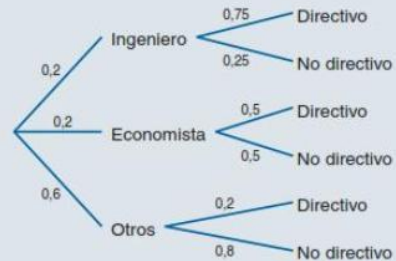 0,75
Directivo
Ingeniero
0,25
No directivo
0,2
0,5
Directivo
0,2
Economista
0,5
No directivo
0,6
0,2
Directivo
Otros
0,8
No directivo